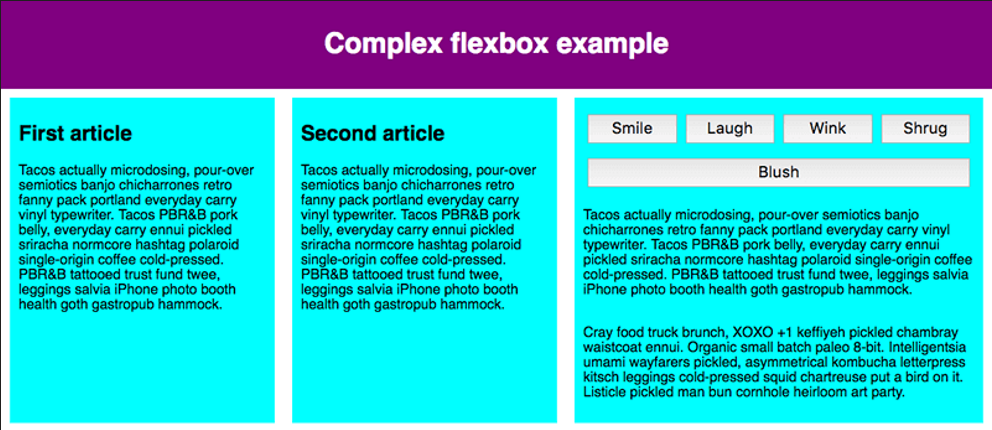 Complex flexbox example
First article
Tacos actually microdosing, pour-over
semiotics banjo chicharrones retro
fanny pack portland everyday carry
vinyl typewriter. Tacos PBR&B pork
belly, everyday carry ennui pickled
sriracha normcore hashtag polaroid
single-origin coffee cold-pressed.
PBR&B tattooed trust fund twee,
leggings salvia iPhone photo booth
health goth gastropub hammock.
Second article
Tacos actually microdosing, pour-over
semiotics banjo chicharrones retro
fanny pack portland everyday carry
vinyl typewriter. Tacos PBR&B pork
belly, everyday carry ennui pickled
sriracha normcore hashtag polaroid
single-origin coffee cold-pressed.
PBR&B tattooed trust fund twee,
leggings salvia iPhone photo booth
health goth gastropub hammock.
Smile Laugh Wink Shrug
Blush
Tacos actually microdosing, pour-over semiotics banjo
chicharrones retro fanny pack portland everyday carry vinyl
typewriter. Tacos PBR&B pork belly, everyday carry ennui
pickled sriracha normcore hashtag polaroid single-origin coffee
cold-pressed. PBR&B tattooed trust fund twee, leggings salvia
iPhone photo booth health goth gastropub hammock.
Cray food truck brunch, XOXO +1 keffiyeh pickled chambray
waistcoat ennui. Organic small batch paleo 8-bit. Intelligentsia
umami wayfarers pickled, asymmetrical kombucha letterpress
kitsch leggings cold-pressed squid chartreuse put a bird on it.
Listicle pickled man bun cornhole heirloom art party.